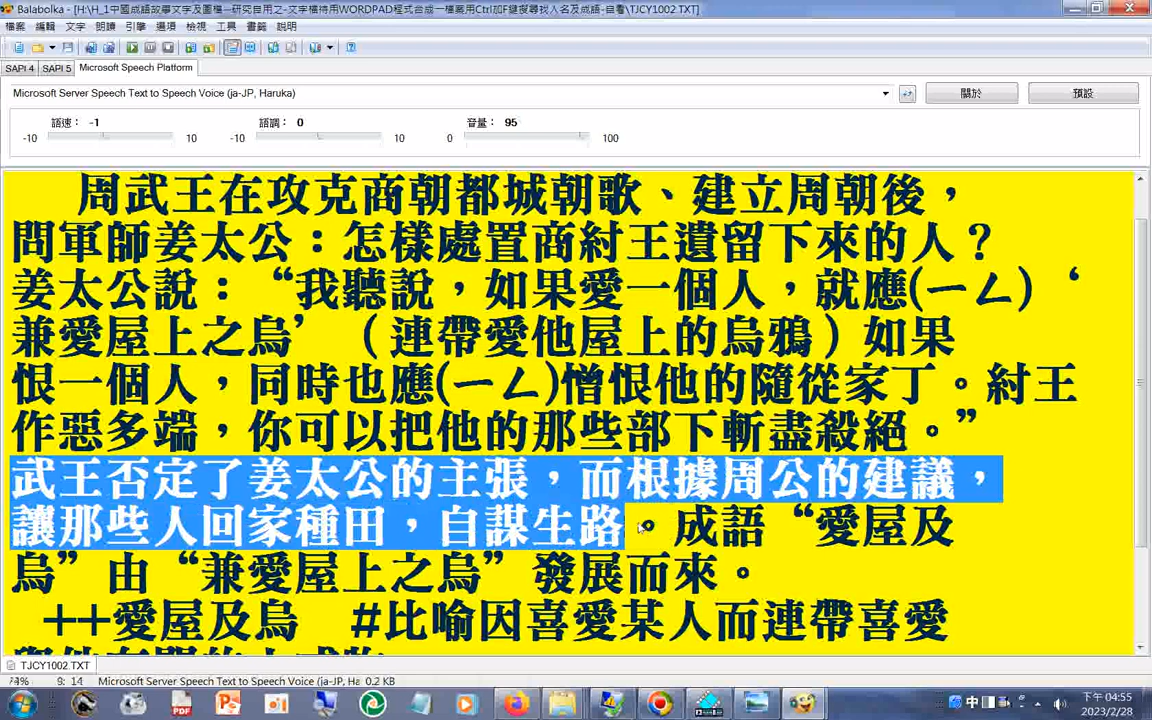 Balabolka - [H:\H_1中國成語故事文字及圖檔—研究自用之-文字檔待用WORDPAD程式合成一檔案用Ctrl加F鍵搜尋找人名及成語-自看\TJCY1002.TXT]
檔案 編輯 文字 朗讀 引擎 選項 檢視 工具 書籤 說明
SAPI 4 SAPI 5 Microsoft Speech Platform
Microsoft Server Speech Text to Speech Voice (ja-JP, Haruka) 關於 預設
語速： -1 語調： 0 音量： 95
-10 10 -10 10 0 100
周武王在攻克商朝都城朝歌、建立周朝後，
問軍師姜太公：怎樣處置商紂王遺留下來的人？
姜太公說：“我聽說，如果愛一個人，就應(ㄧㄥ)‘
兼愛屋上之烏’（連帶愛他屋上的烏鴉）如果
恨一個人，同時也應(ㄧㄥ)憎恨他的隨從家丁。紂王
作惡多端，你可以把他的那些部下斬盡殺絕。”
武王否定了姜太公的主張，而根據周公的建議，
讓那些人回家種田，自謀生路。成語“愛屋及
烏”由“兼愛屋上之烏”發展而來。
++愛屋及烏 #比喻因喜愛某人而連帶喜愛
TJCY1002.TXT
74% 9: 14 Microsoft Server Speech Text to Speech Voice (ja-JP, Haruka) 0.2 KB
中 下午 04:55
2023/2/28